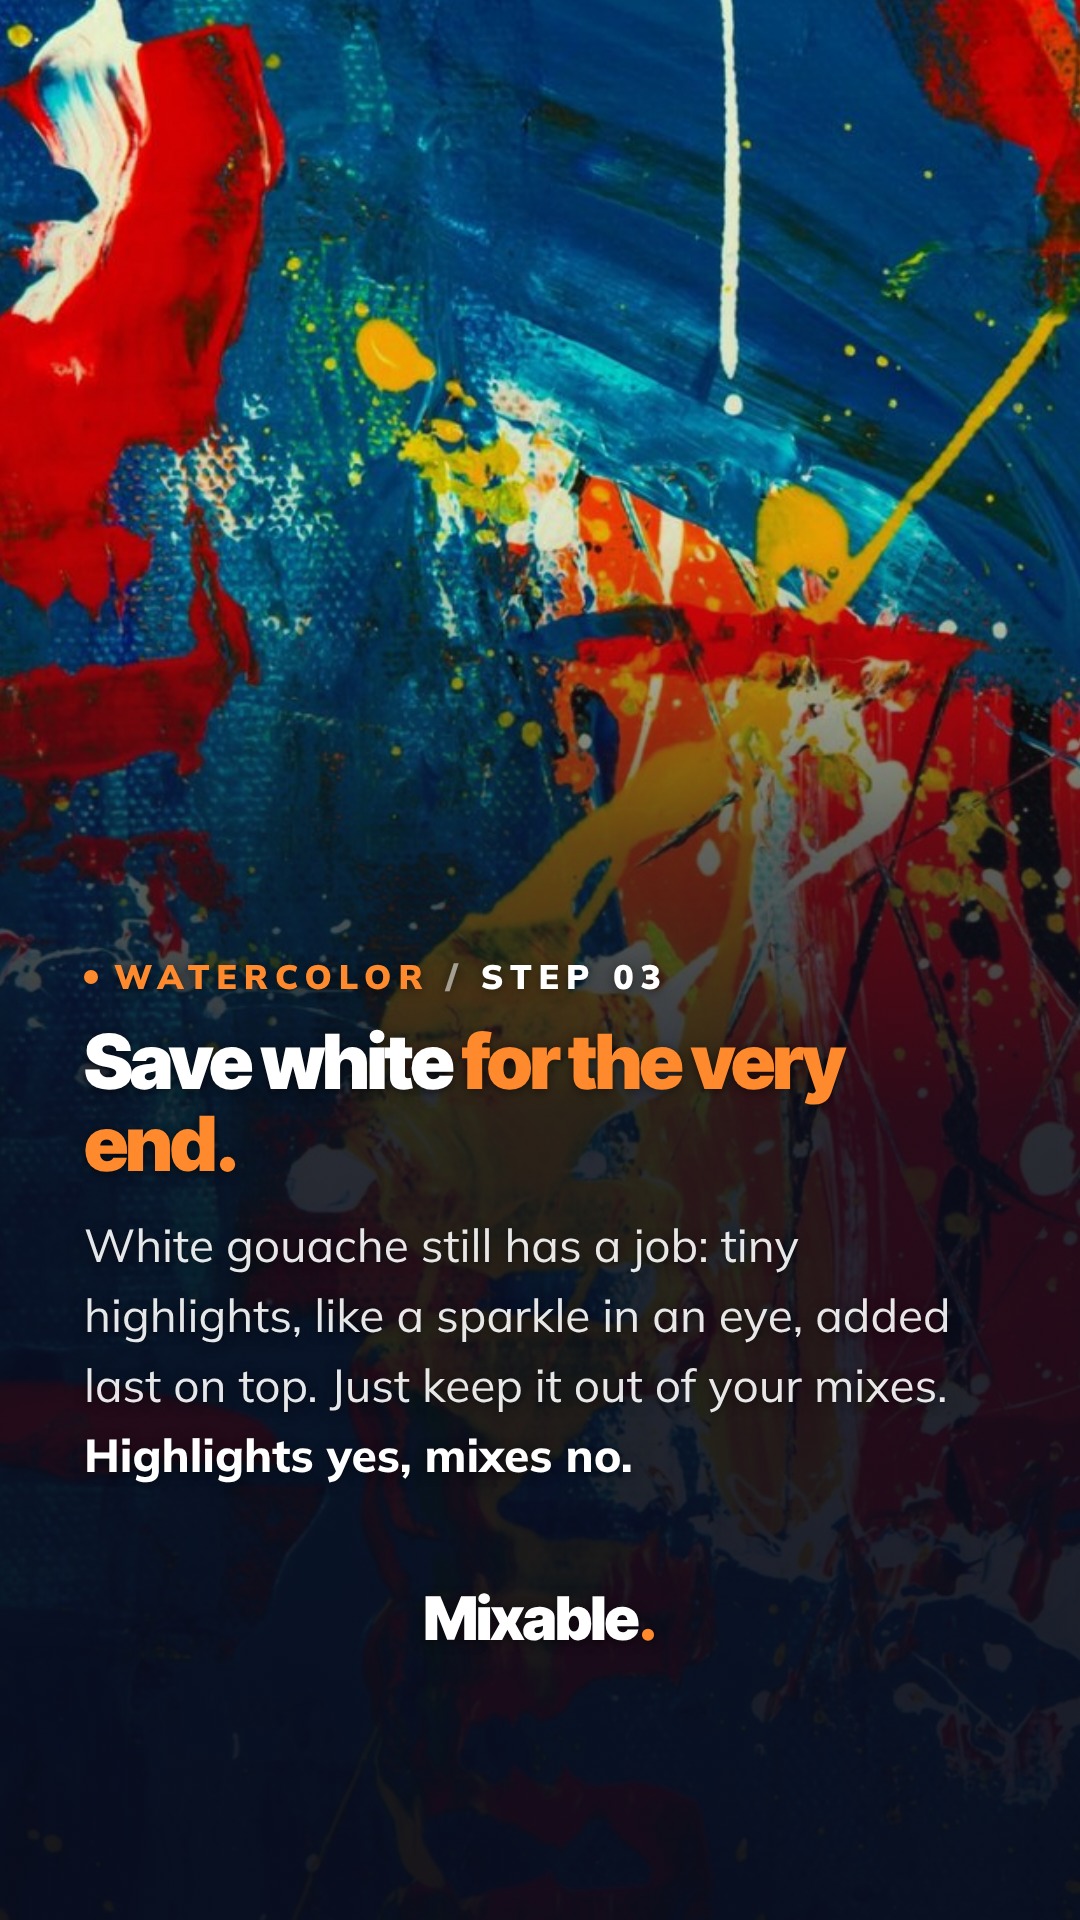 • WATERCOLOR / STEP 03
Save white for the very
end.
White gouache still has a job: tiny
highlights, like a sparkle in an eye, added
last on top. Just keep it out of your mixes.
Highlights yes, mixes no.
Mixable.